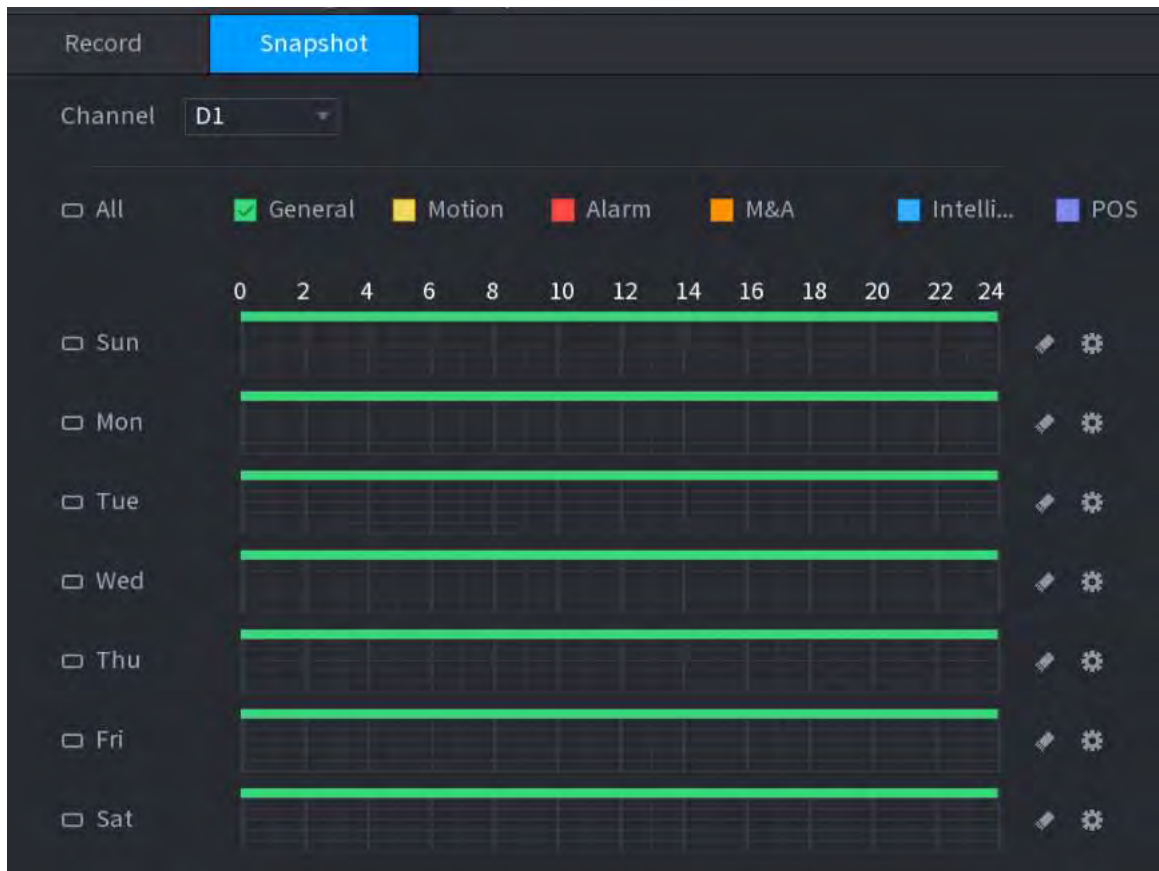 Record Snapshot
Channel D1
All General Motion Alarm M&A Intelli... POS
0 2 4 6 8 10 12 14 16 18 20 22 24
Sun
Mon
Tue
Wed
Thu
Fri
Sat